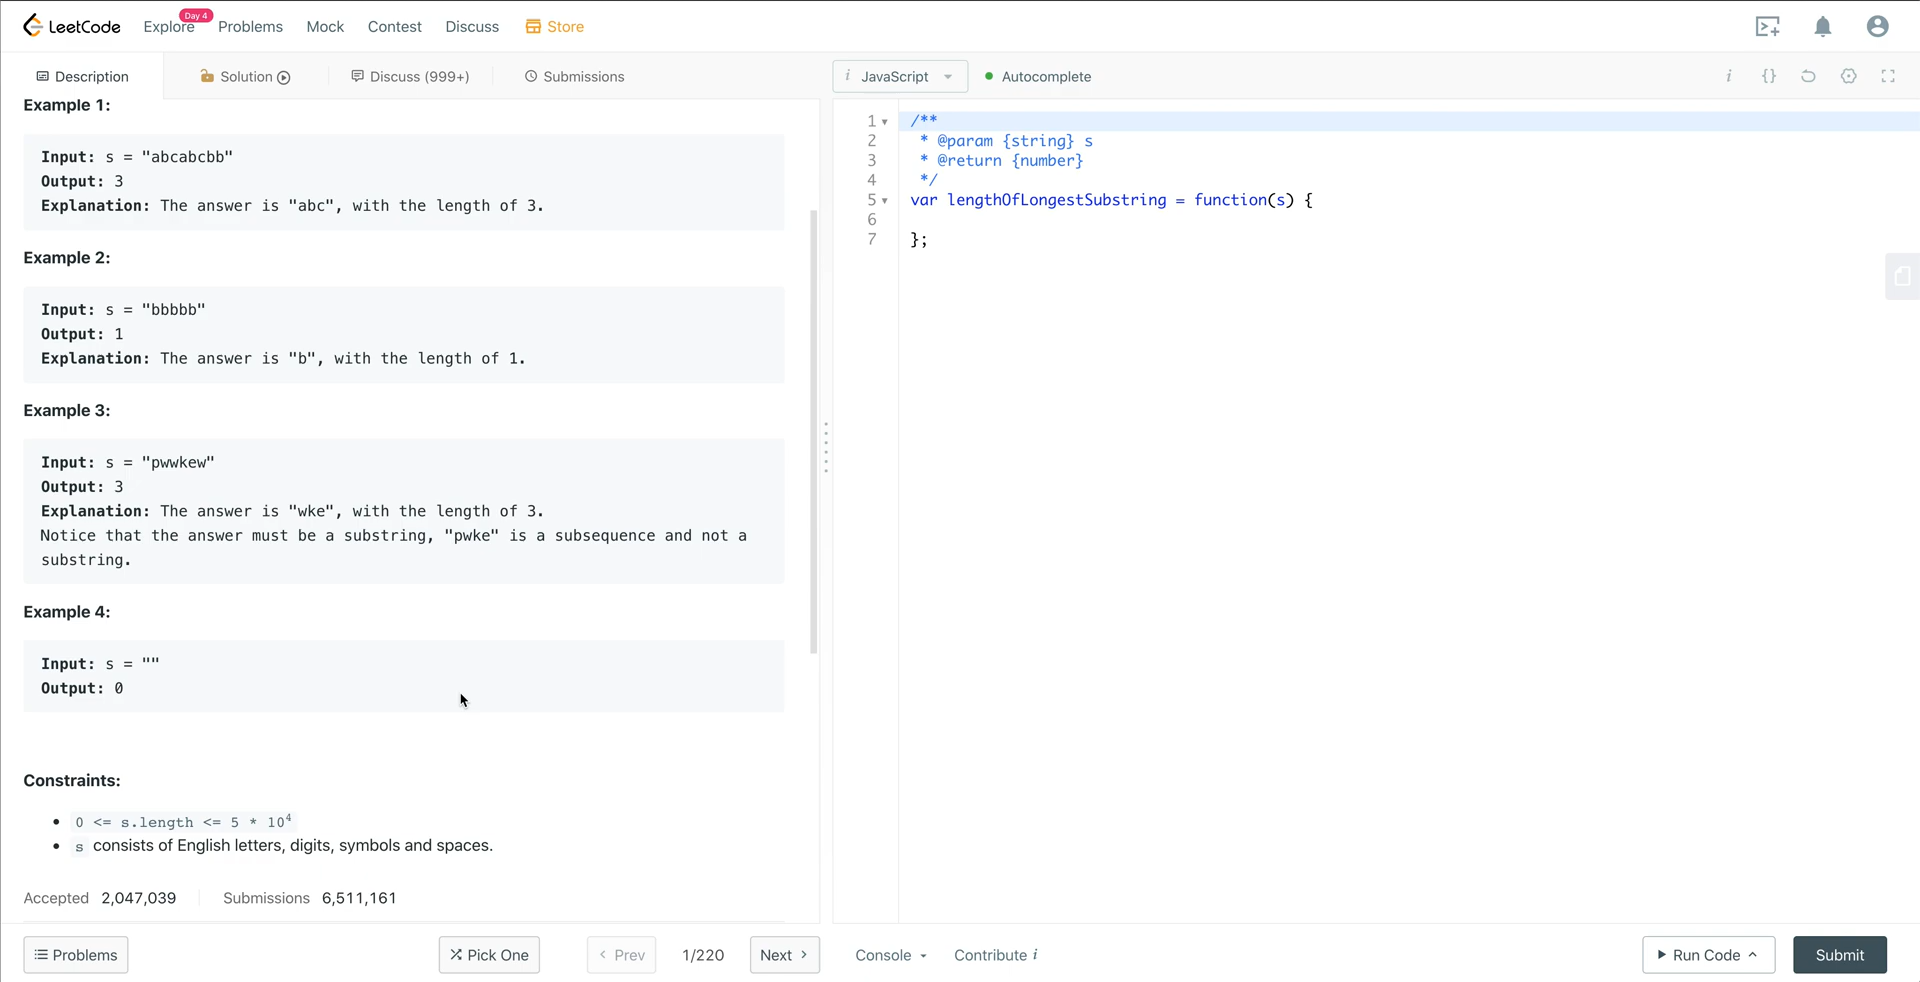 LeetCode
Explore
Day 4
Problems
Mock
Contest
Discuss
Store
Description
Solution
Discuss (999+)
Submissions
Example 1:
Input: s = "abcabcbb"
Output: 3
Explanation: The answer is "abc", with the length of 3.
Example 2:
Input: s = "bbbbb"
Output: 1
Explanation: The answer is "b", with the length of 1.
Example 3:
Input: s = "pwwkew"
Output: 3
Explanation: The answer is "wke", with the length of 3.
Notice that the answer must be a substring, "pwke" is a subsequence and not a
substring.
Example 4:
Input: s = ""
Output: 0
Constraints:
0 <= s.length <= 5 * 10⁴
s consists of English letters, digits, symbols and spaces.
Accepted 2,047,039
Submissions 6,511,161
Problems
Pick One
Prev
1/220
Next
i JavaScript
Autocomplete
i {}
1 /**
2 * @param {string} s
3 * @return {number}
4 */
5 var lengthOfLongestSubstring = function(s) {
6
7 };
Console
Contribute i
Run Code
Submit